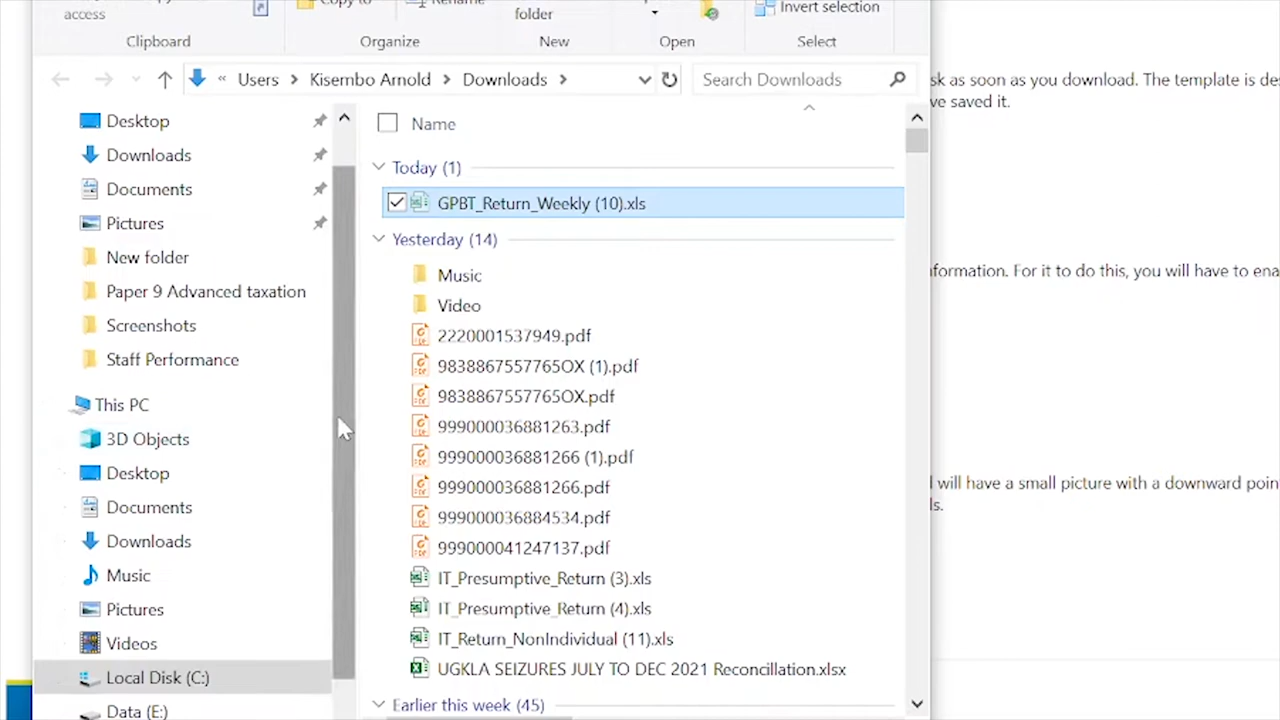 access
Copy to
Rename
folder
Invert selection
Clipboard
Organize
New
Open
Select
« Users > Kisembo Arnold > Downloads >
Search Downloads
Desktop
Downloads
Documents
Pictures
New folder
Paper 9 Advanced taxation
Screenshots
Staff Performance
This PC
3D Objects
Desktop
Documents
Downloads
Music
Pictures
Videos
Local Disk (C:)
Data (E:)
Name
Today (1)
GPBT_Return_Weekly (10).xls
Yesterday (14)
Music
Video
2220001537949.pdf
9838867557765OX (1).pdf
9838867557765OX.pdf
999000036881263.pdf
999000036881266 (1).pdf
999000036881266.pdf
999000036884534.pdf
999000041247137.pdf
IT_Presumptive_Return (3).xls
IT_Presumptive_Return (4).xls
IT_Return_NonIndividual (11).xls
UGKLA SEIZURES JULY TO DEC 2021 Reconcillation.xlsx
Earlier this week (45)
sk as soon as you download. The template is de
ve saved it.
nformation. For it to do this, you will have to ena
will have a small picture with a downward poin
ls.